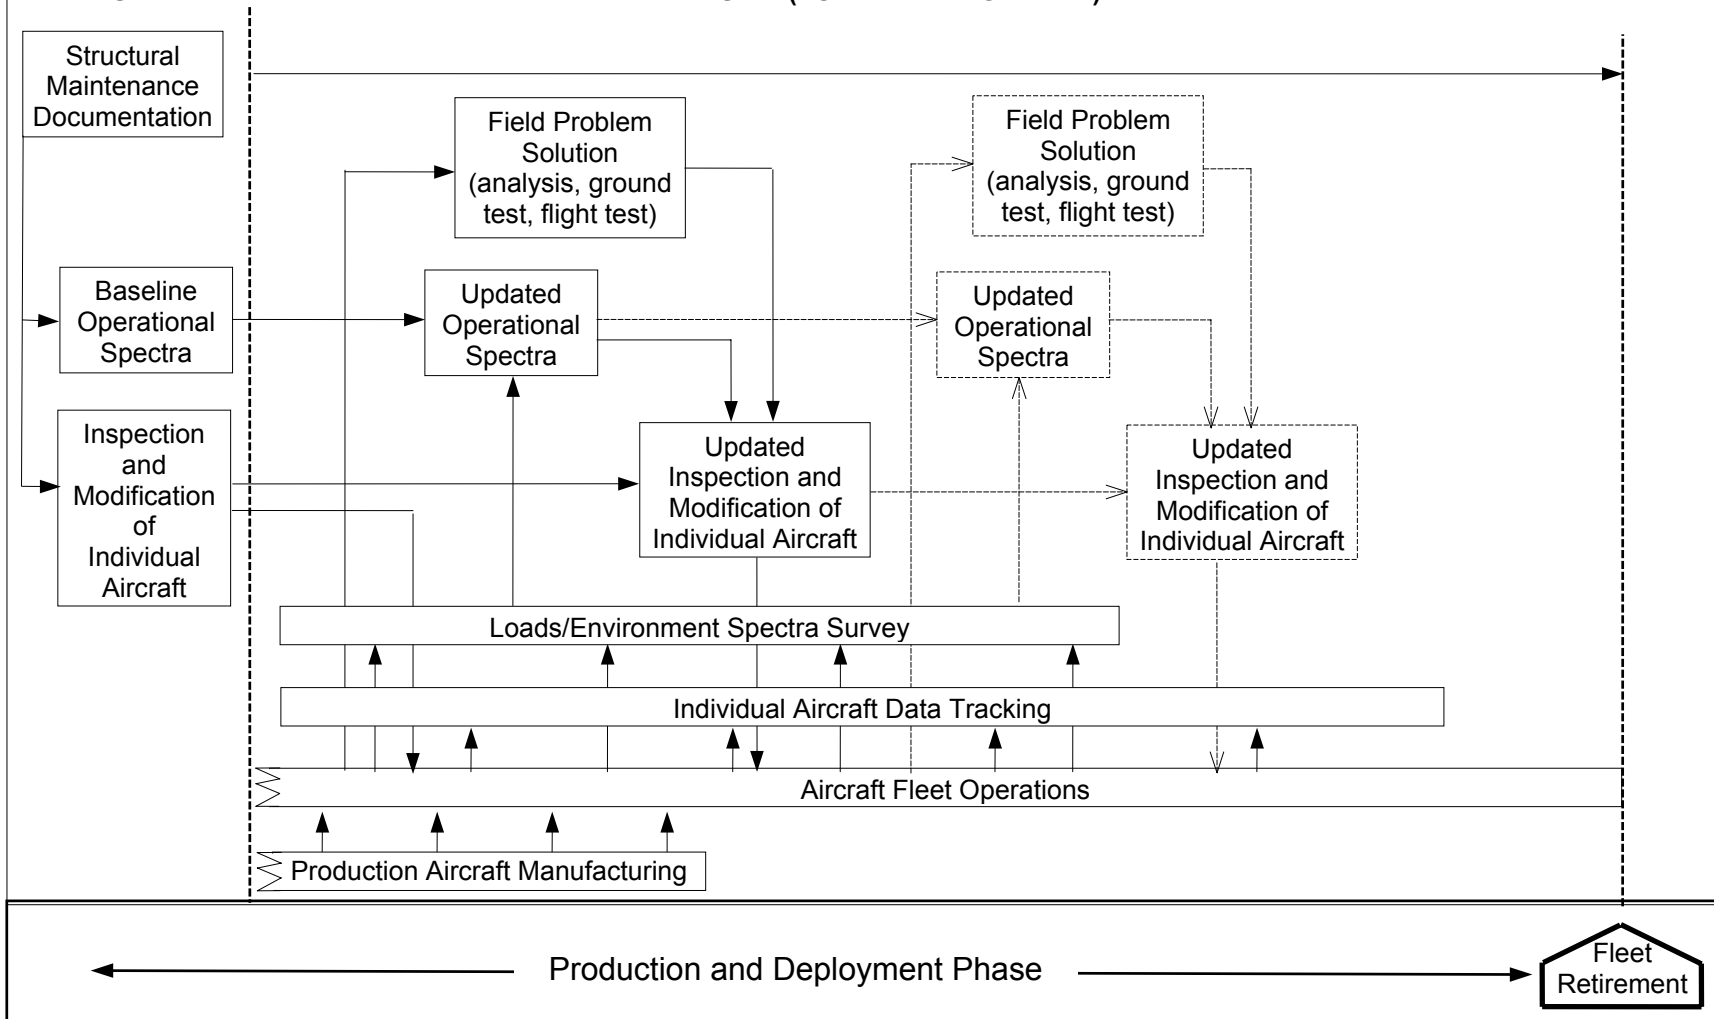 Structural
Maintenance
Documentation
Field Problem
Solution
(analysis, ground
test, flight test)
Field Problem
Solution
(analysis, ground
test, flight test)
Baseline
Operational
Spectra
Updated
Operational
Spectra
Updated
Operational
Spectra
Inspection
and
Modification
of
Individual
Aircraft
Updated
Inspection and
Modification of
Individual Aircraft
Updated
Inspection and
Modification of
Individual Aircraft
Loads/Environment Spectra Survey
Individual Aircraft Data Tracking
Aircraft Fleet Operations
Production Aircraft Manufacturing
Production and Deployment Phase
Fleet
Retirement